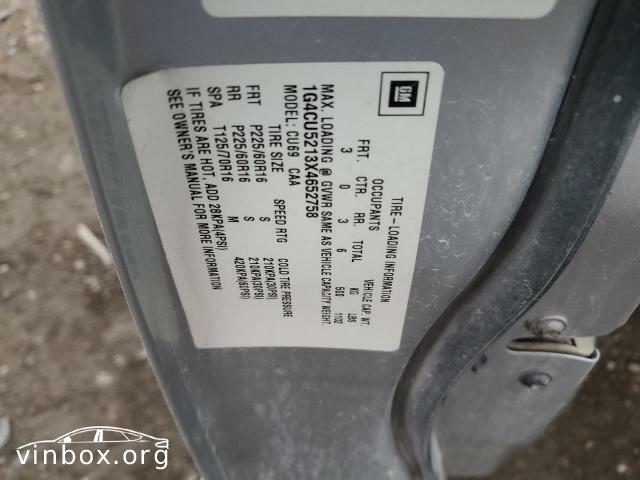 GM
TIRE-LOADING INFORMATION
OCCUPANTS VEHICLE CAP. WT.
FRT. CTR. RR. TOTAL KG LBS
3 0 3 6 500 1102
MAX. LOADING @ GVWR SAME AS VEHICLE CAPACITY WEIGHT.
1G4CU5213X4652758
MODEL: CU69 CAA
TIRE SIZE SPEED RTG COLD TIRE PRESSURE
FRT P225/60R16 S 210KPA(30PSI)
RR P225/60R16 S 210KPA(30PSI)
SPA T125/70R16 M 420KPA(60PSI)
IF TIRES ARE HOT, ADD 28KPA(4PSI)
SEE OWNER'S MANUAL FOR MORE INFORMATION
vinbox.org